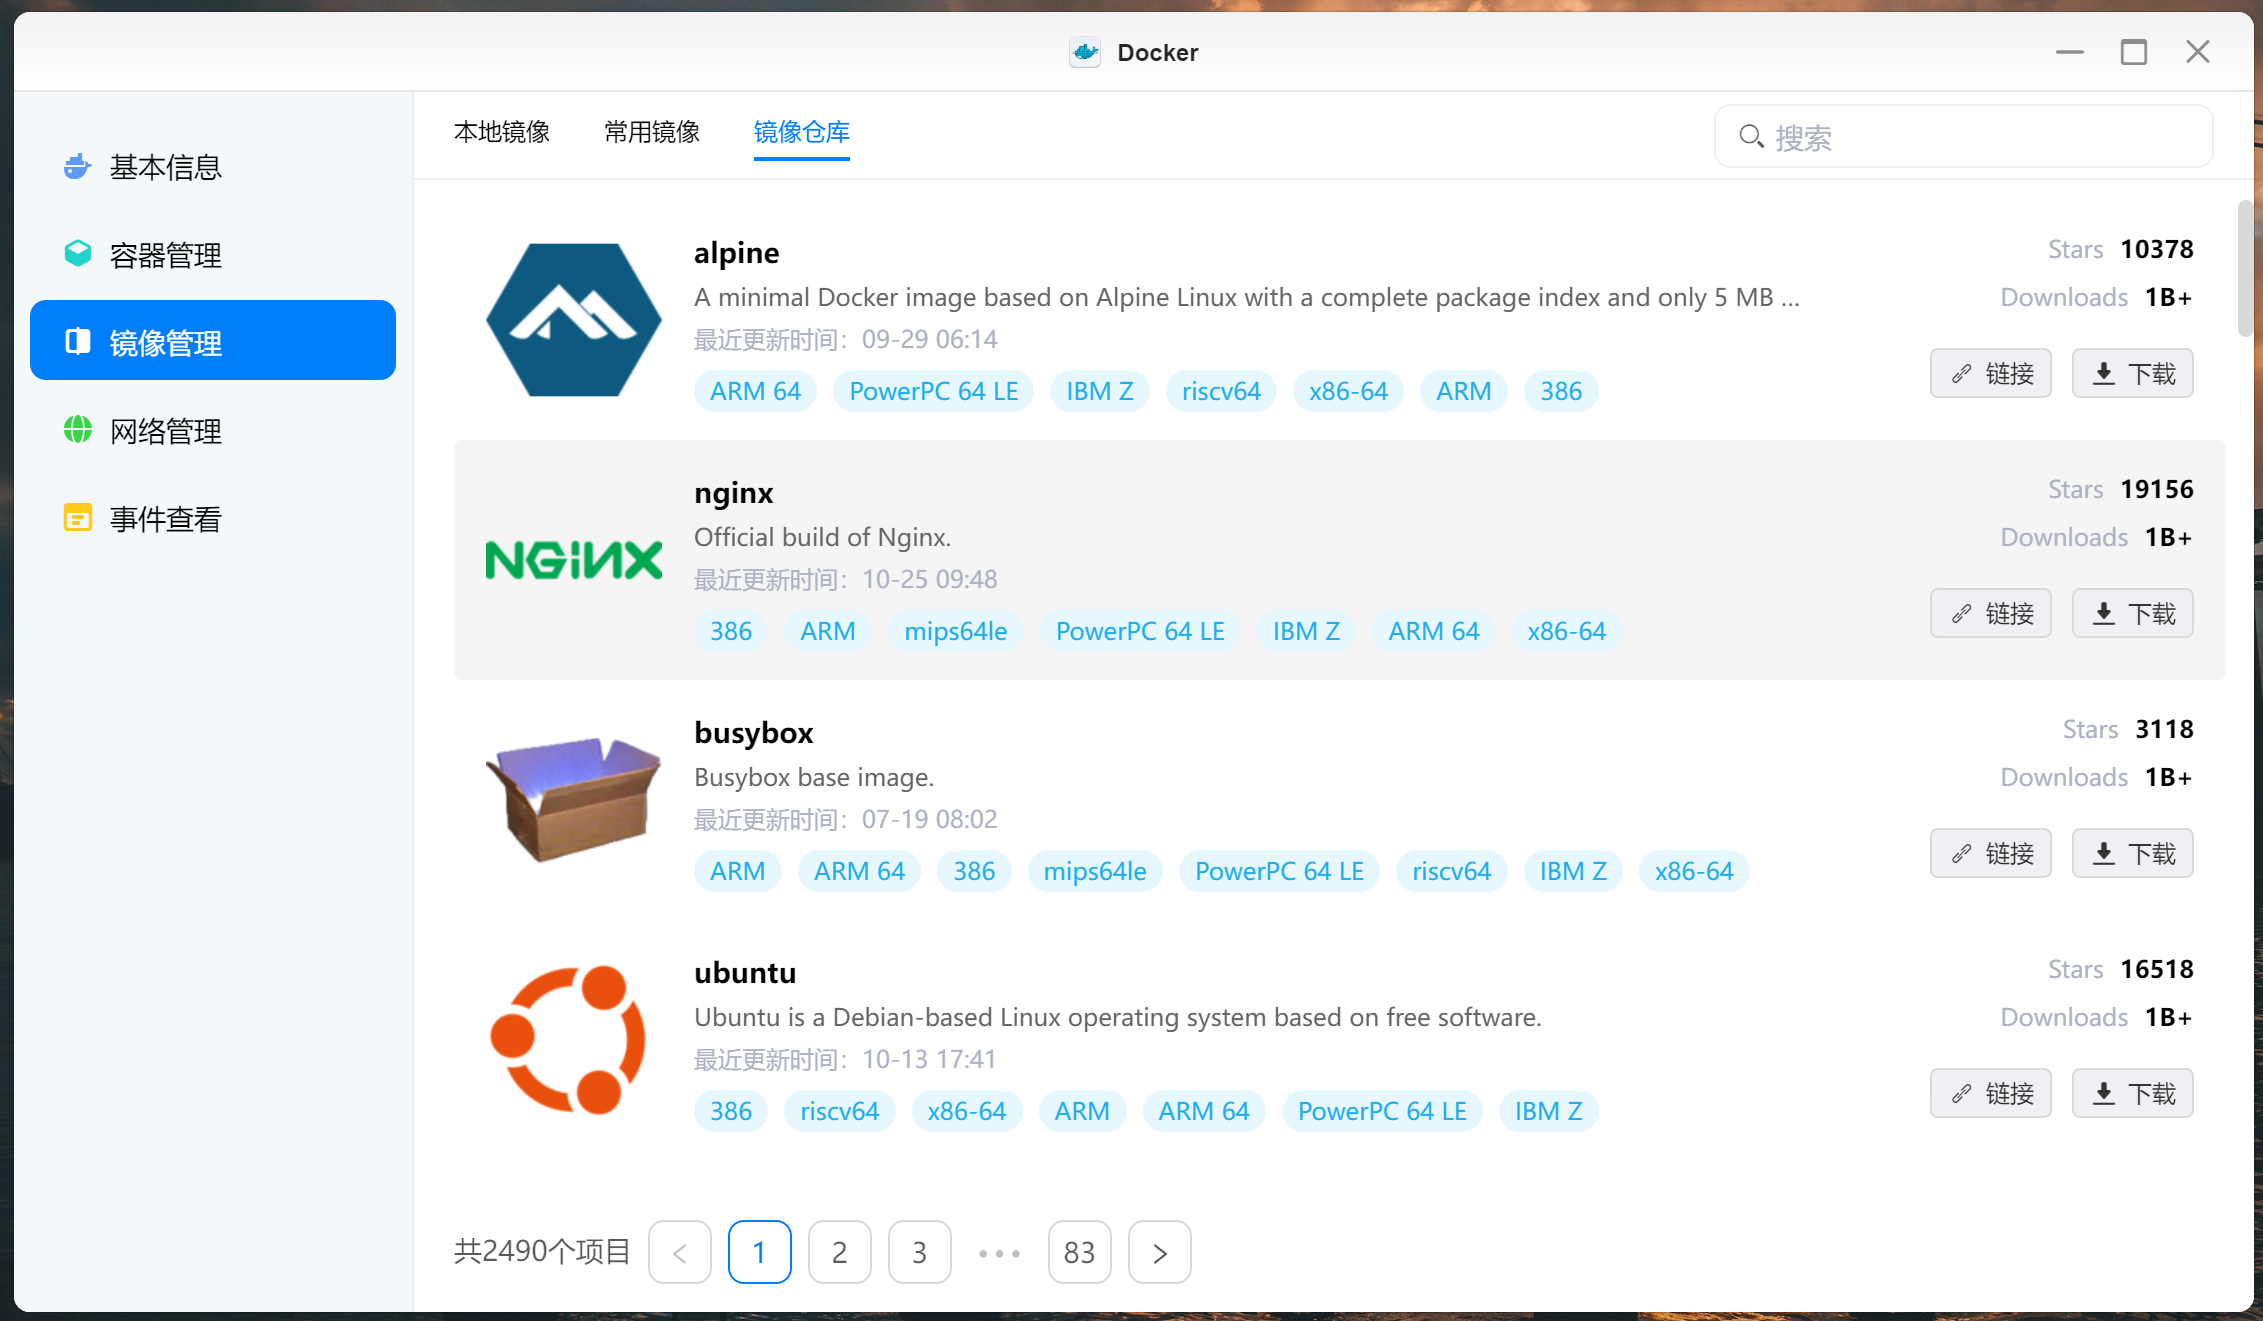 Docker
基本信息
容器管理
镜像管理
网络管理
事件查看
本地镜像 常用镜像 镜像仓库
搜索
alpine
A minimal Docker image based on Alpine Linux with a complete package index and only 5 MB ...
最近更新时间：09-29 06:14
ARM 64 PowerPC 64 LE IBM Z riscv64 x86-64 ARM 386
Stars 10378
Downloads 1B+
链接 下载
NGINX
nginx
Official build of Nginx.
最近更新时间：10-25 09:48
386 ARM mips64le PowerPC 64 LE IBM Z ARM 64 x86-64
Stars 19156
Downloads 1B+
链接 下载
busybox
Busybox base image.
最近更新时间：07-19 08:02
ARM ARM 64 386 mips64le PowerPC 64 LE riscv64 IBM Z x86-64
Stars 3118
Downloads 1B+
链接 下载
ubuntu
Ubuntu is a Debian-based Linux operating system based on free software.
最近更新时间：10-13 17:41
386 riscv64 x86-64 ARM ARM 64 PowerPC 64 LE IBM Z
Stars 16518
Downloads 1B+
链接 下载
共2490个项目 < 1 2 3 ••• 83 >